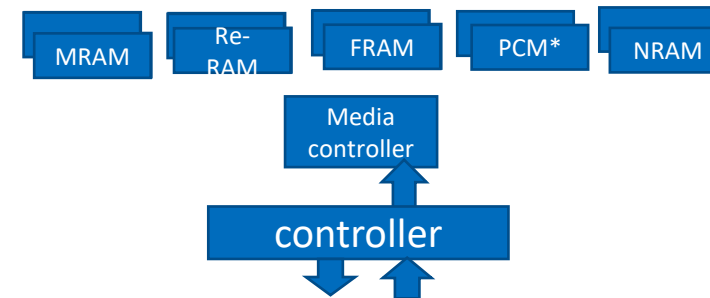 MRAM
Re-
RAM
FRAM
PCM*
NRAM
Media
controller
controller